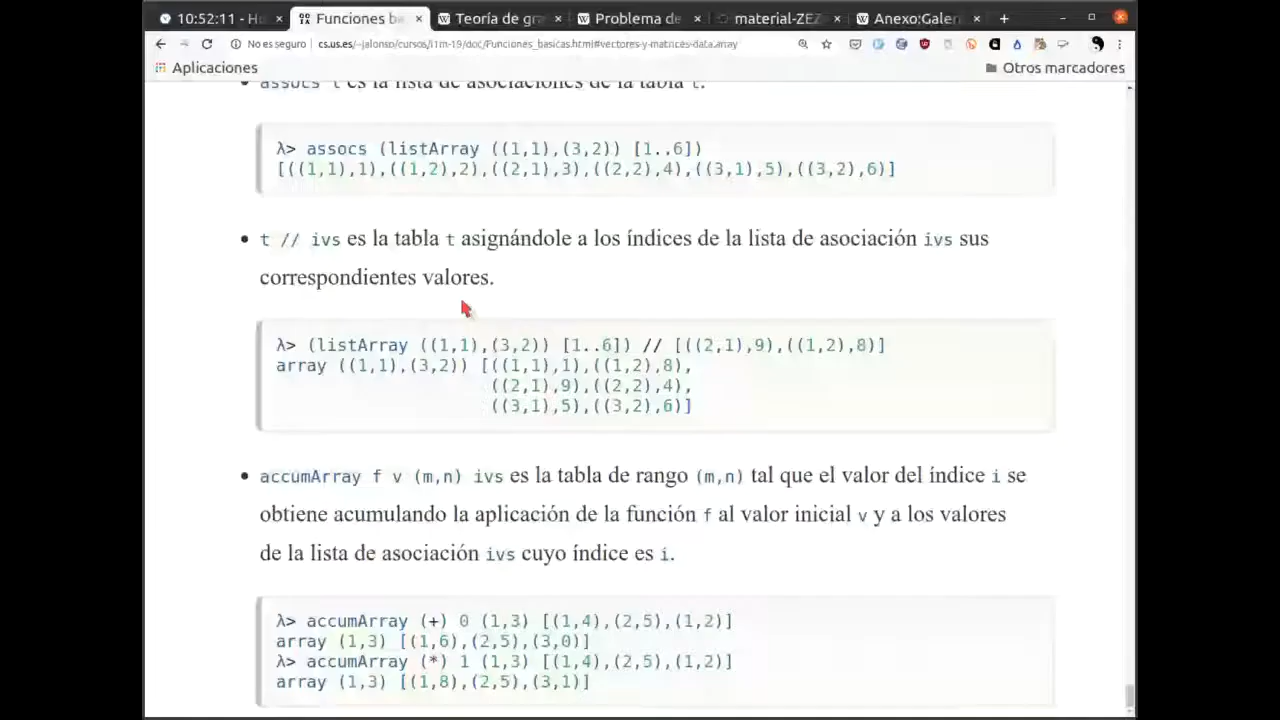 10:52:11 - Ho
Funciones ba
Teoría de gra
Problema de
material-ZEZ
Anexo:Galer
No es seguro | cs.us.es/~jalonso/cursos/i1m-19/doc/Funciones_basicas.html#vectores-y-matrices-data.array
Aplicaciones
Otros marcadores
• assocs t es la lista de asociaciones de la tabla t.
λ> assocs (listArray ((1,1),(3,2)) [1..6])
[((1,1),1),((1,2),2),((2,1),3),((2,2),4),((3,1),5),((3,2),6)]
• t // ivs es la tabla t asignándole a los índices de la lista de asociación ivs sus
correspondientes valores.
λ> (listArray ((1,1),(3,2)) [1..6]) // [((2,1),9),((1,2),8)]
array ((1,1),(3,2)) [((1,1),1),((1,2),8),
((2,1),9),((2,2),4),
((3,1),5),((3,2),6)]
• accumArray f v (m,n) ivs es la tabla de rango (m,n) tal que el valor del índice i se
obtiene acumulando la aplicación de la función f al valor inicial v y a los valores
de la lista de asociación ivs cuyo índice es i.
λ> accumArray (+) 0 (1,3) [(1,4),(2,5),(1,2)]
array (1,3) [(1,6),(2,5),(3,0)]
λ> accumArray (*) 1 (1,3) [(1,4),(2,5),(1,2)]
array (1,3) [(1,8),(2,5),(3,1)]